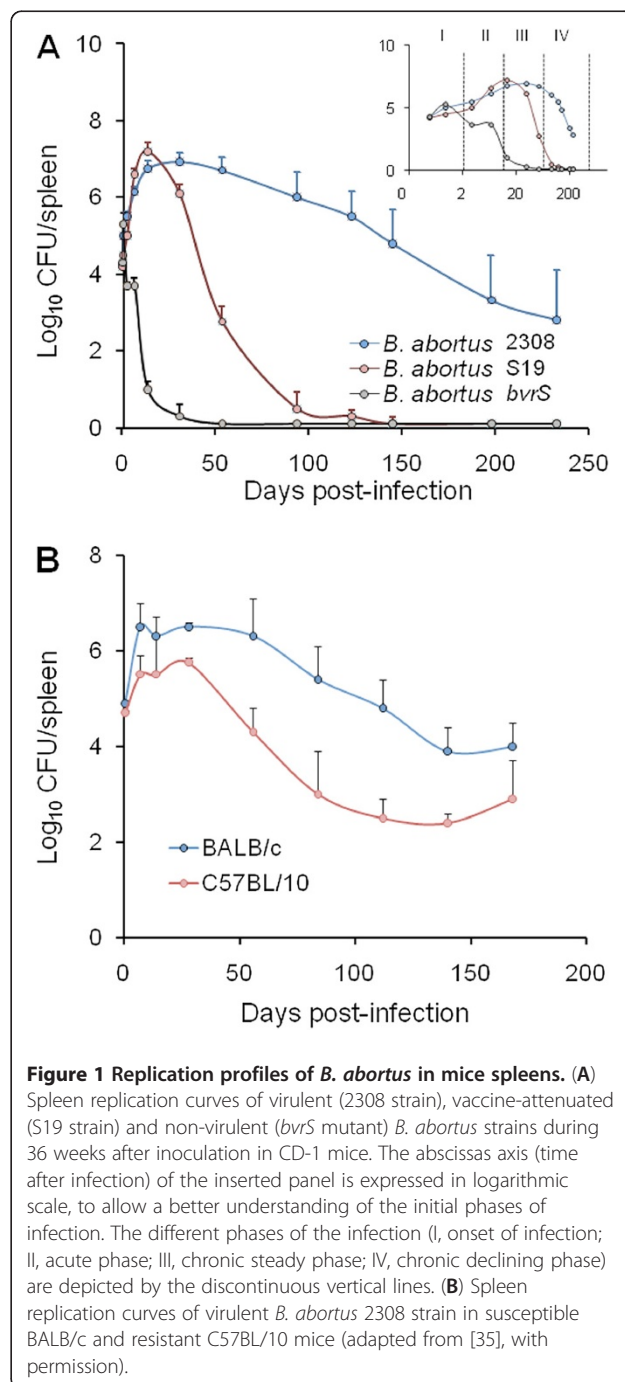 A
I II III IV
10
5
0
0 2 20 200
10
8
6
4
2
0
Log₁₀ CFU/spleen
B. abortus 2308
B. abortus S19
B. abortus bvrS
0 50 100 150 200 250
Days post-infection
B
8
6
4
2
0
Log₁₀ CFU/spleen
BALB/c
C57BL/10
0 50 100 150 200
Days post-infection
Figure 1 Replication profiles of B. abortus in mice spleens. (A)
Spleen replication curves of virulent (2308 strain), vaccine-attenuated
(S19 strain) and non-virulent (bvrS mutant) B. abortus strains during
36 weeks after inoculation in CD-1 mice. The abscissas axis (time
after infection) of the inserted panel is expressed in logarithmic
scale, to allow a better understanding of the initial phases of
infection. The different phases of the infection (I, onset of infection;
II, acute phase; III, chronic steady phase; IV, chronic declining phase)
are depicted by the discontinuous vertical lines. (B) Spleen
replication curves of virulent B. abortus 2308 strain in susceptible
BALB/c and resistant C57BL/10 mice (adapted from [35], with
permission).